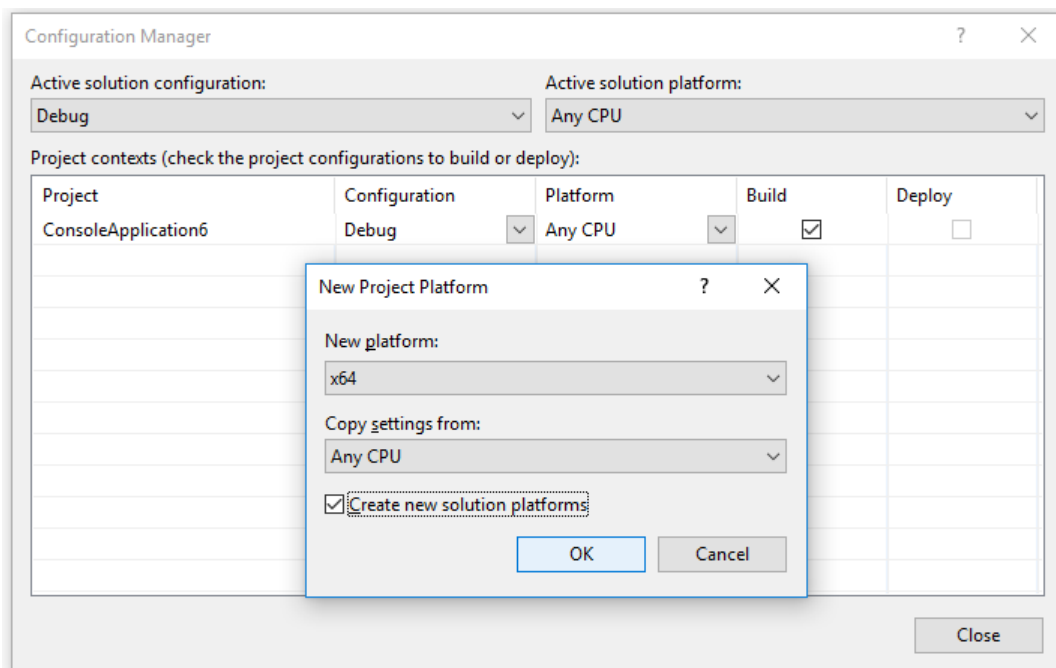 Configuration Manager ?
Active solution configuration: Active solution platform:
Debug Any CPU
Project contexts (check the project configurations to build or deploy):
Project Configuration Platform Build Deploy
ConsoleApplication6 Debug Any CPU
New Project Platform ?
New platform:
x64
Copy settings from:
Any CPU
Create new solution platforms
OK Cancel
Close